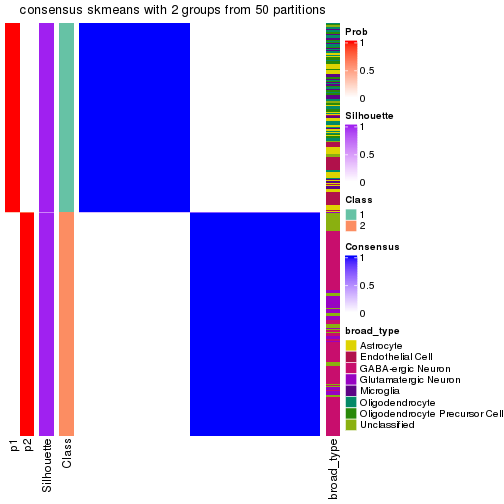 consensus skmeans with 2 groups from 50 partitions
Prob
1
0.5
0
Silhouette
1
0.5
0
Class
1
2
Consensus
1
0.5
0
broad_type
Astrocyte
Endothelial Cell
GABA-ergic Neuron
Glutamatergic Neuron
Microglia
Oligodendrocyte
Oligodendrocyte Precursor Cell
Unclassified
p1
p2
Silhouette
Class
broad_type